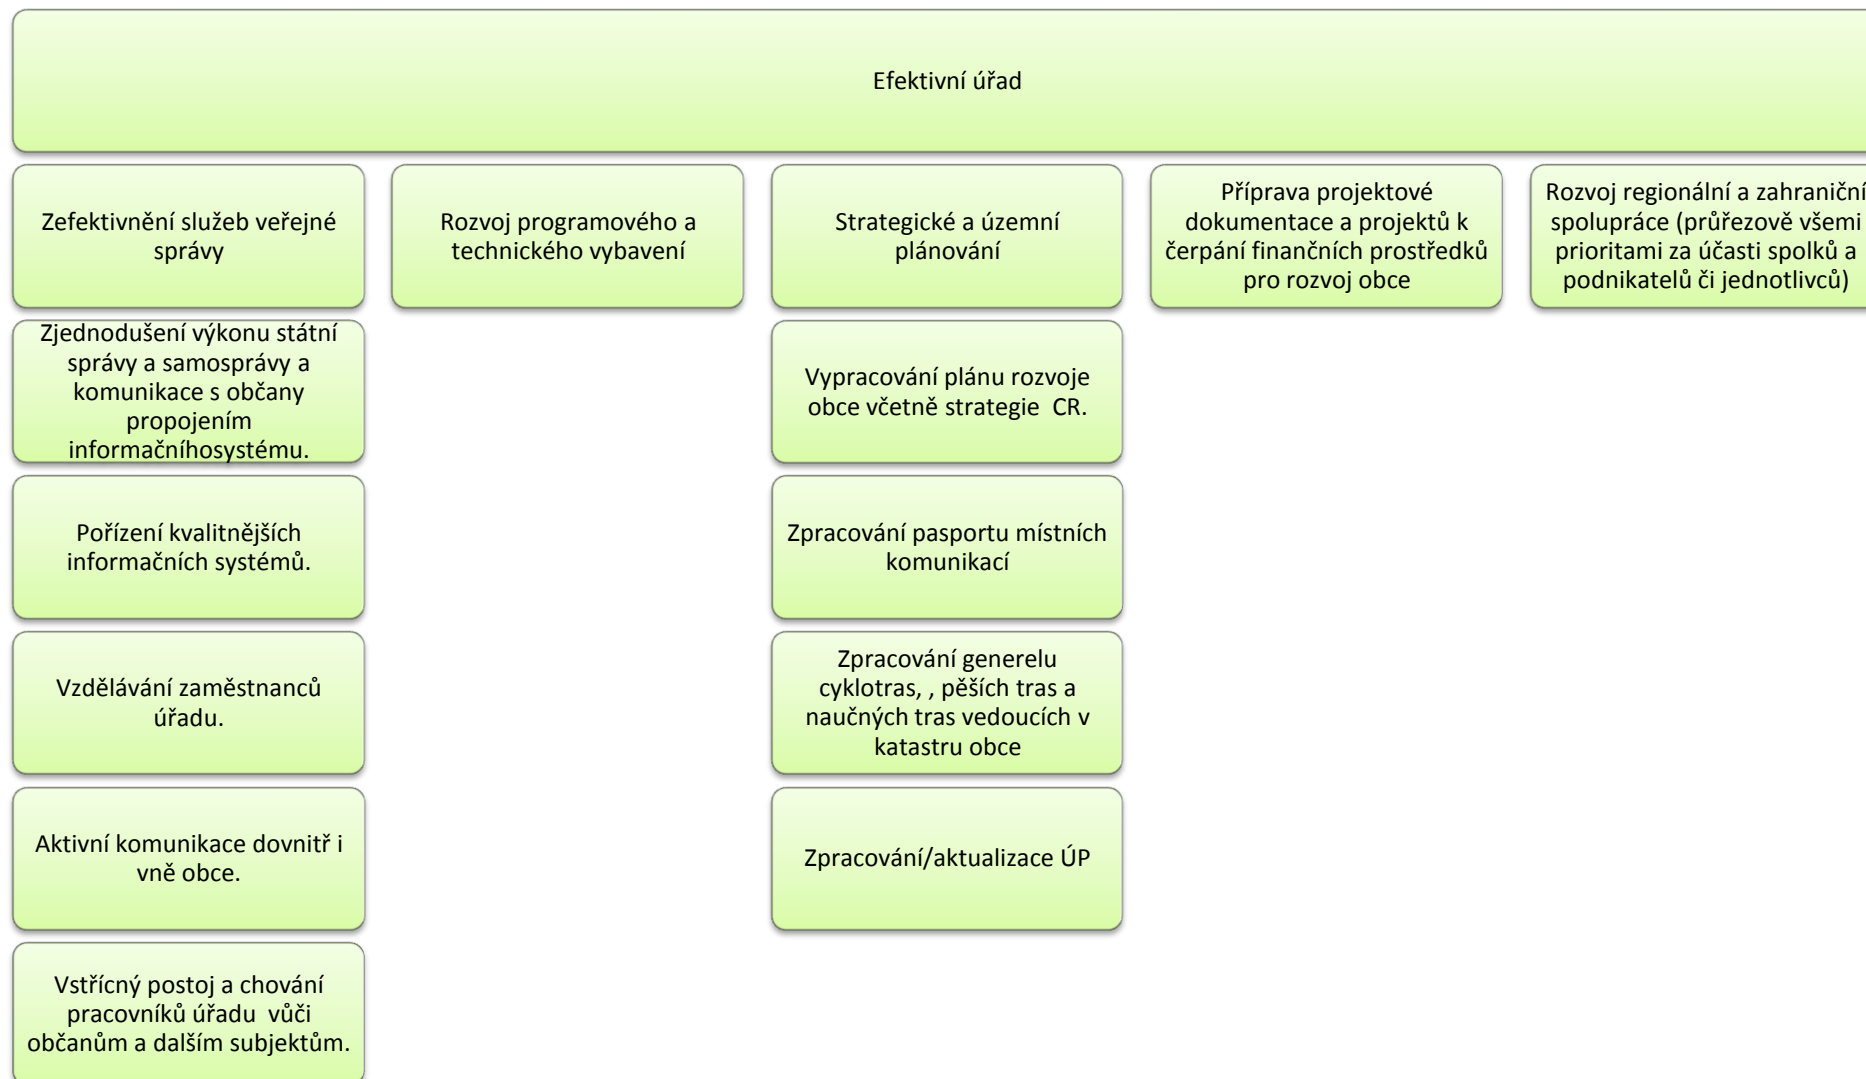 Efektivní úřad
Zefektivnění služeb veřejné
správy
Rozvoj programového a
technického vybavení
Strategické a územní
plánování
Příprava projektové
dokumentace a projektů k
čerpání finančních prostředků
pro rozvoj obce
Rozvoj regionální a zahraniční
spolupráce (průřezově všemi
prioritami za účasti spolků a
podnikatelů či jednotlivců)
Zjednodušení výkonu státní
správy a samosprávy a
komunikace s občany
propojením
informačníhosystému.
Pořízení kvalitnějších
informačních systémů.
Vzdělávání zaměstnanců
úřadu.
Aktivní komunikace dovnitř i
vně obce.
Vstřícný postoj a chování
pracovníků úřadu  vůči
občanům a dalším subjektům.
Vypracování plánu rozvoje
obce včetně strategie  CR.
Zpracování pasportu místních
komunikací
Zpracování generelu
cyklotras, , pěších tras a
naučných tras vedoucích v
katastru obce
Zpracování/aktualizace ÚP